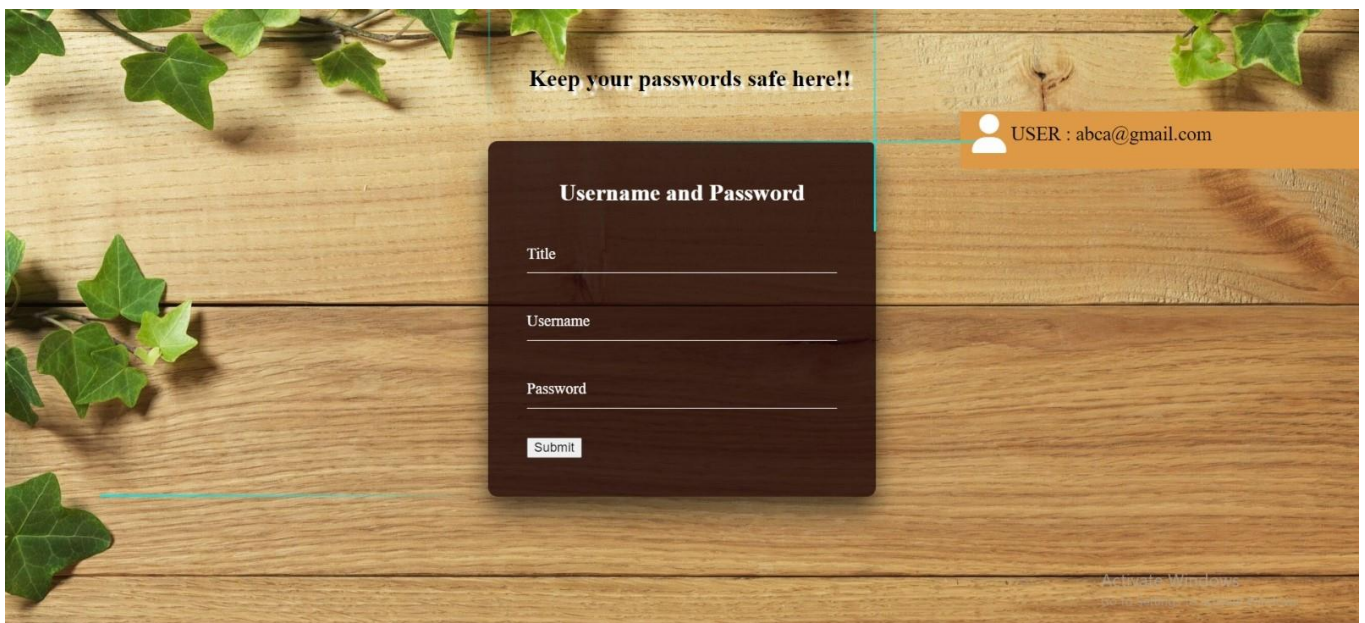 Keep your passwords safe here!!
USER : abca@gmail.com
Username and Password
Title
Username
Password
Submit
Activate Windows